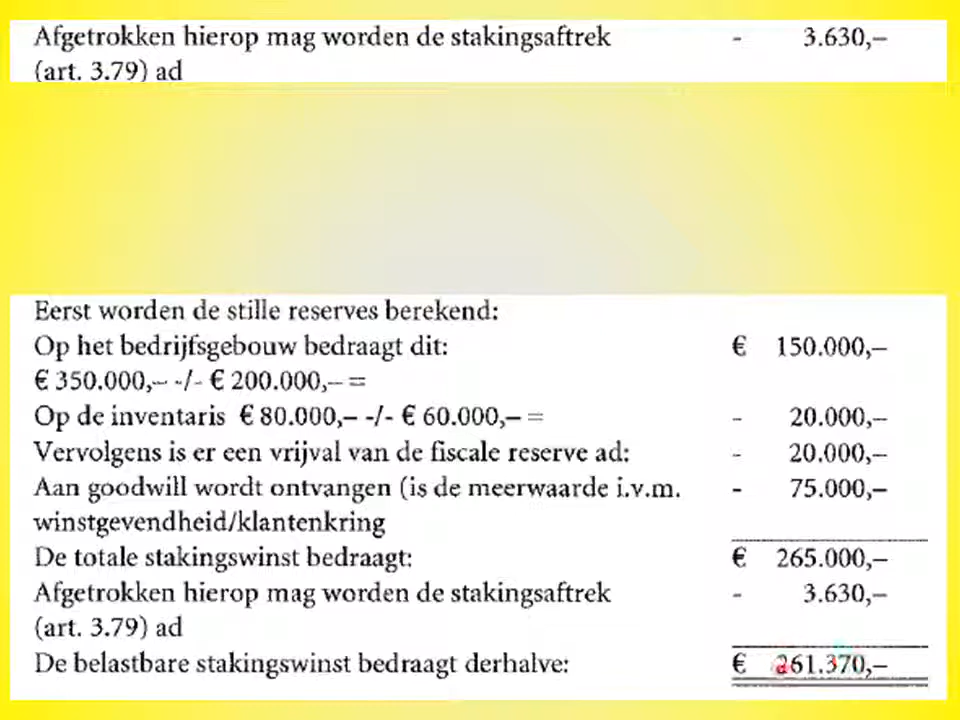 Afgetrokken hierop mag worden de stakingsaftrek - 3.630,–
(art. 3.79) ad
Eerst worden de stille reserves berekend:
Op het bedrijfsgebouw bedraagt dit: € 150.000,–
€ 350.000,– -/- € 200.000,– =
Op de inventaris € 80.000,– -/- € 60.000,– = - 20.000,–
Vervolgens is er een vrijval van de fiscale reserve ad: - 20.000,–
Aan goodwill wordt ontvangen (is de meerwaarde i.v.m. - 75.000,–
winstgevendheid/klantenkring
De totale stakingswinst bedraagt: € 265.000,–
Afgetrokken hierop mag worden de stakingsaftrek - 3.630,–
(art. 3.79) ad
De belastbare stakingswinst bedraagt derhalve: € 261.370,–